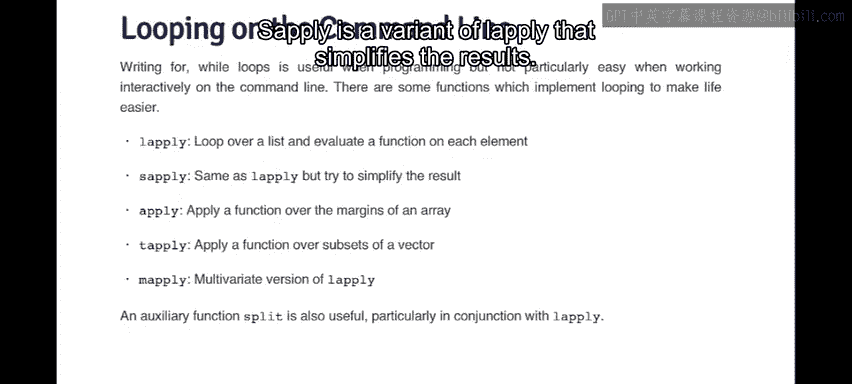 GPT中英字幕课程资源@bilibili.com
Looping on the Command Line
Sapply is a variant of lapply that
simplifies the results.
Writing for, while loops is useful when programming but not particularly easy when working
interactively on the command line. There are some functions which implement looping to make life
easier.
· lapply: Loop over a list and evaluate a function on each element
· sapply: Same as lapply but try to simplify the result
· apply: Apply a function over the margins of an array
· tapply: Apply a function over subsets of a vector
· mapply: Multivariate version of lapply
An auxiliary function split is also useful, particularly in conjunction with lapply.